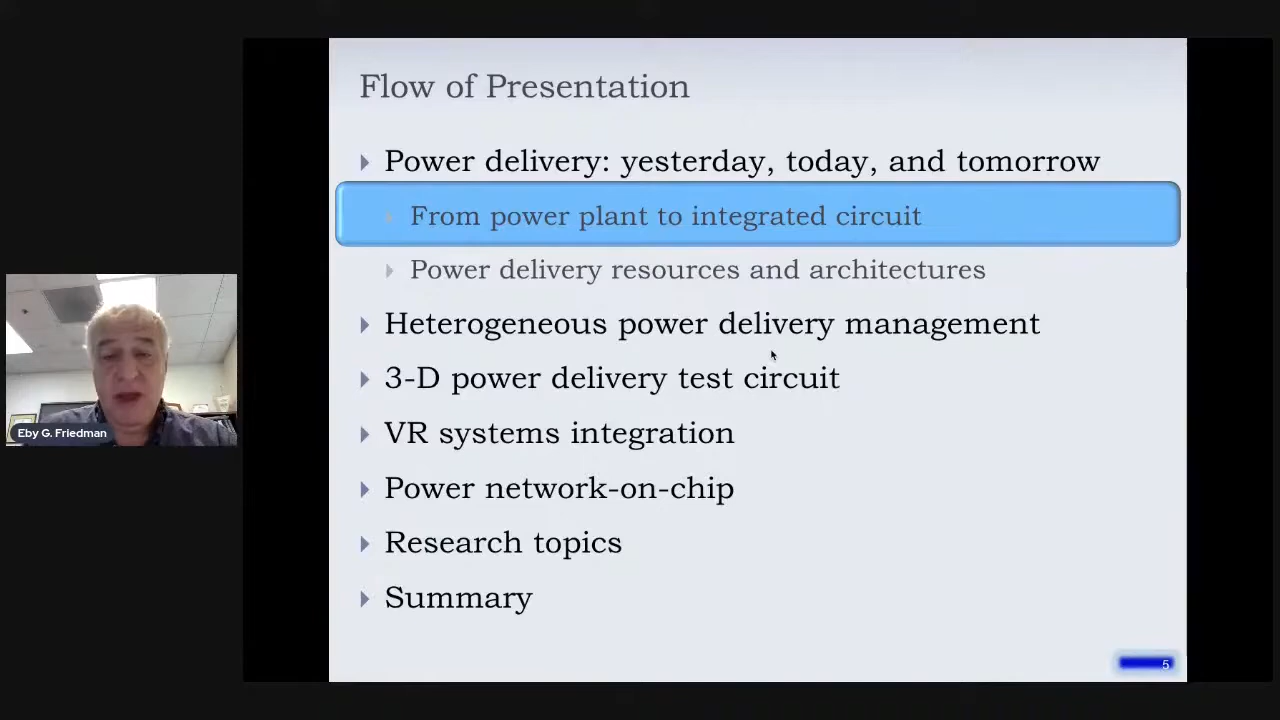 Flow of Presentation
Power delivery: yesterday, today, and tomorrow
From power plant to integrated circuit
Power delivery resources and architectures
Heterogeneous power delivery management
3-D power delivery test circuit
VR systems integration
Power network-on-chip
Research topics
Summary
5
Eby G. Friedman